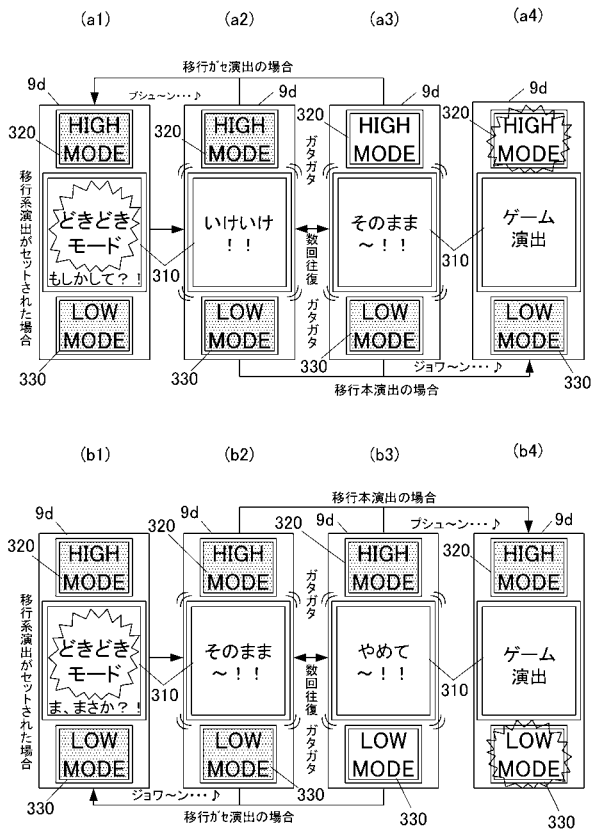 (a1) (a2) (a3) (a4)
移行ガセ演出の場合
プシュ〜ン・・・♪
9d 9d 9d 9d
320 320 320 320
HIGH MODE
HIGH MODE
HIGH MODE
HIGH MODE
移行系演出がセットされた場合
どきどき
モード
もしかして?!
いけいけ
!!
そのまま
〜!!
ゲーム
演出
ガタガタ
数回往復
ガタガタ
310 310
LOW MODE
LOW MODE
LOW MODE
LOW MODE
330 330 330 330
ジョワ〜ン・・・♪
移行本演出の場合
(b1) (b2) (b3) (b4)
移行本演出の場合
プシュ〜ン・・・♪
9d 9d 9d 9d
320 320 320 320
HIGH MODE
HIGH MODE
HIGH MODE
HIGH MODE
移行系演出がセットされた場合
どきどき
モード
ま、まさか?!
そのまま
〜!!
やめて
〜!!
ゲーム
演出
ガタガタ
数回往復
ガタガタ
310 310
LOW MODE
LOW MODE
LOW MODE
LOW MODE
330 330 330 330
ジョワ〜ン・・・♪
移行ガセ演出の場合